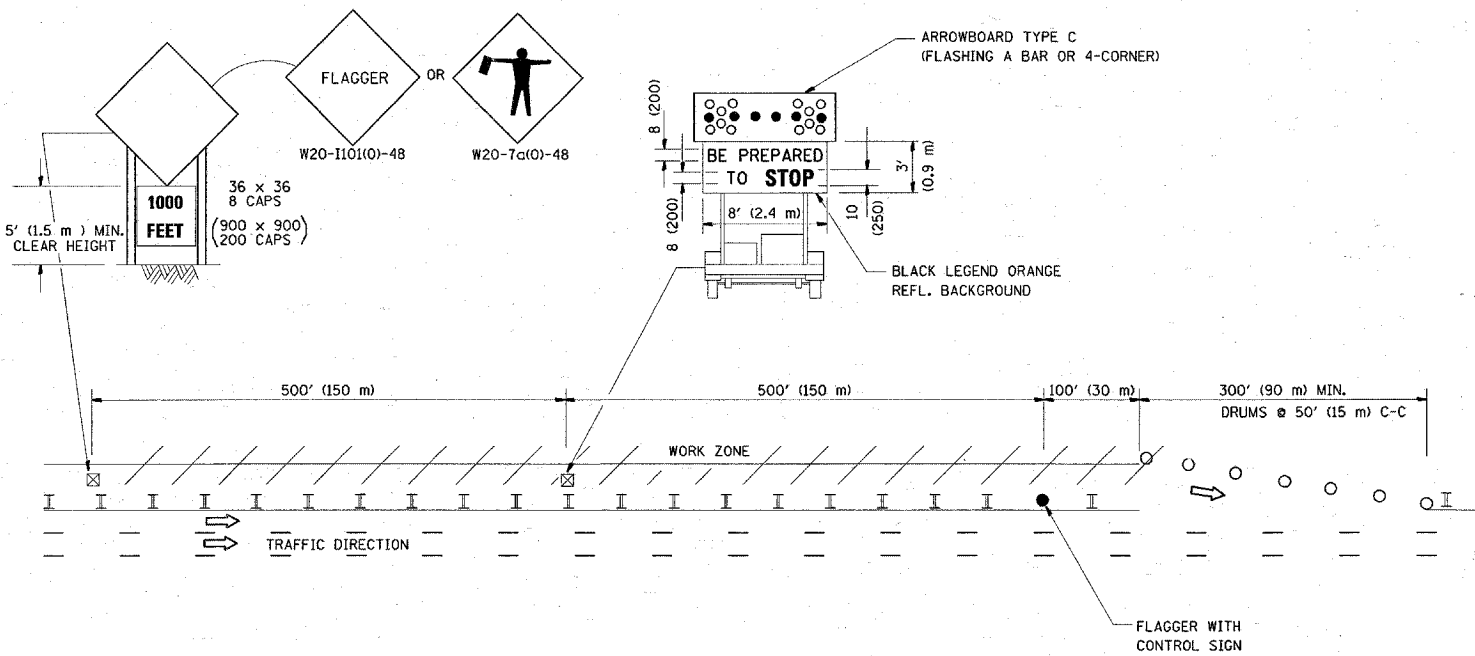 ARROWBOARD TYPE C
(FLASHING A BAR OR 4-CORNER)
FLAGGER
OR
W20-I101(O)-48
W20-7a(O)-48
1000
FEET
36 x 36
8 CAPS
(900 x 900)
200 CAPS
5' (1.5 m ) MIN.
CLEAR HEIGHT
8 (200)
8 (200)
BE PREPARED
TO STOP
3'
(0.9 m)
8' (2.4 m)
10
(250)
BLACK LEGEND ORANGE
REFL. BACKGROUND
500' (150 m)
500' (150 m)
100' (30 m)
300' (90 m) MIN.
DRUMS @ 50' (15 m) C-C
WORK ZONE
TRAFFIC DIRECTION
FLAGGER WITH
CONTROL SIGN